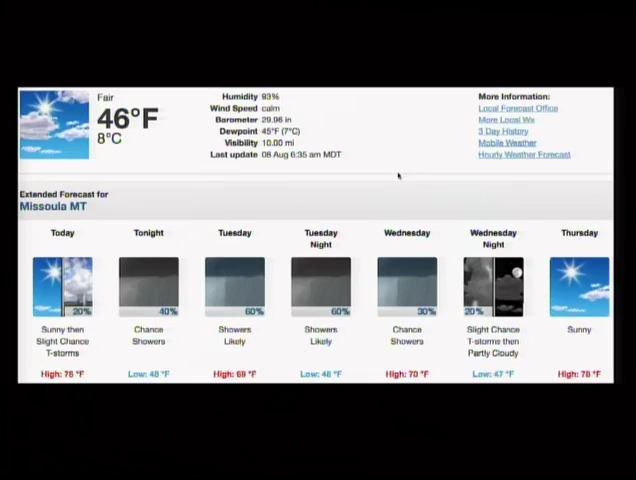 Fair
46°F
8°C
Humidity 93%
Wind Speed calm
Barometer 29.96 in
Dewpoint 45°F (7°C)
Visibility 10.00 mi
Last update 08 Aug 6:35 am MDT
More Information:
Local Forecast Office
More Local Wx
3 Day History
Mobile Weather
Hourly Weather Forecast
Extended Forecast for
Missoula MT
Today
20%
Sunny then
Slight Chance
T-storms
High: 78 °F
Tonight
40%
Chance
Showers
Low: 48 °F
Tuesday
60%
Showers
Likely
High: 69 °F
Tuesday
Night
60%
Showers
Likely
Low: 48 °F
Wednesday
30%
Chance
Showers
High: 70 °F
Wednesday
Night
20%
Slight Chance
T-storms then
Partly Cloudy
Low: 47 °F
Thursday
Sunny
High: 78 °F